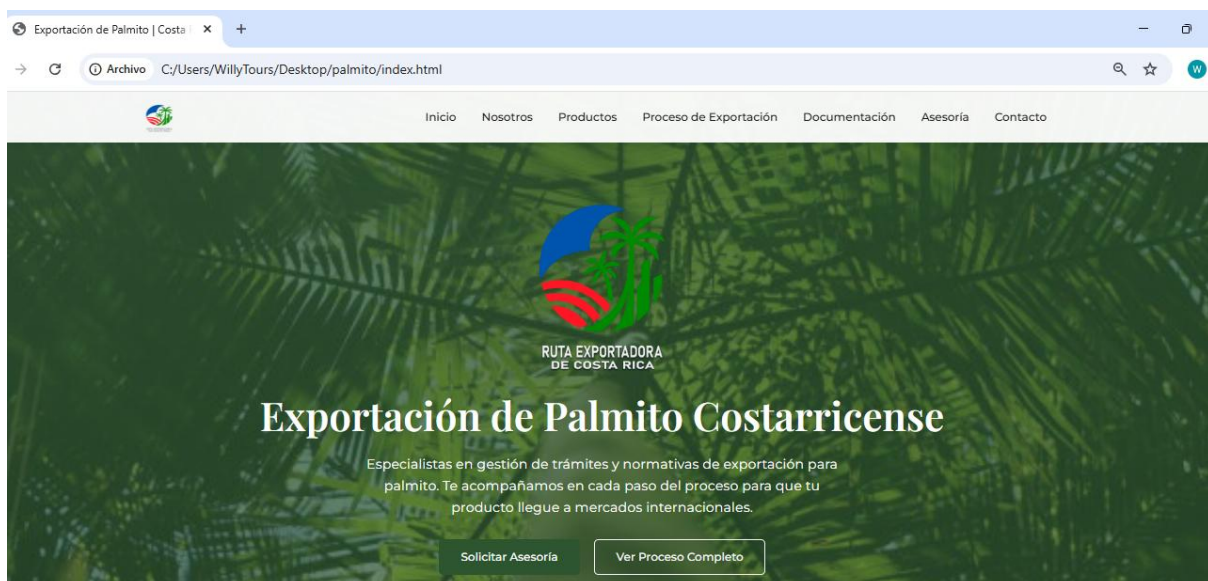 Exportación de Palmito | Costa
Archivo C:/Users/WillyTours/Desktop/palmito/index.html
W
Inicio Nosotros Productos Proceso de Exportación Documentación Asesoría Contacto
RUTA EXPORTADORA
DE COSTA RICA
Exportación de Palmito Costarricense
Especialistas en gestión de trámites y normativas de exportación para
palmito. Te acompañamos en cada paso del proceso para que tu
producto llegue a mercados internacionales.
Solicitar Asesoría Ver Proceso Completo